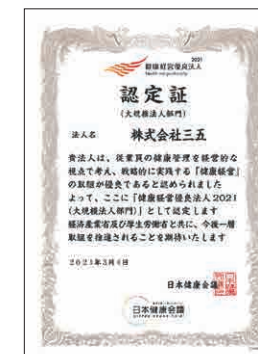 2021
健康経営優良法人
Health and productivity
認定証
(大規模法人部門)
法人名 株式会社三五
貴法人は、従業員の健康管理を経営的な
視点で考え、戦略的に実践する「健康経営」
の取組が優良であると認められました
よって、ここに「健康経営優良法人2021
(大規模法人部門)」として認定します
経済産業省及び厚生労働省と共に、今後一層
取組を推進されることを期待いたします
2021年3月4日
日本健康会議
日本健康会議